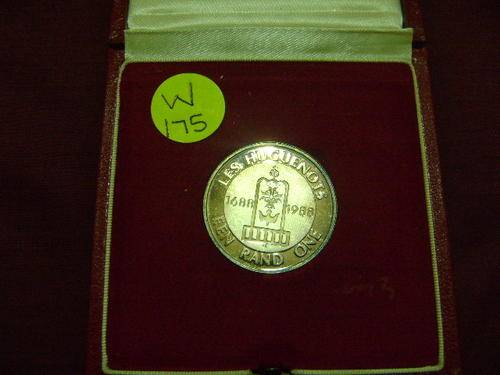 W
175
LES HUGUENOTS
1688 1988
EEN RAND ONE